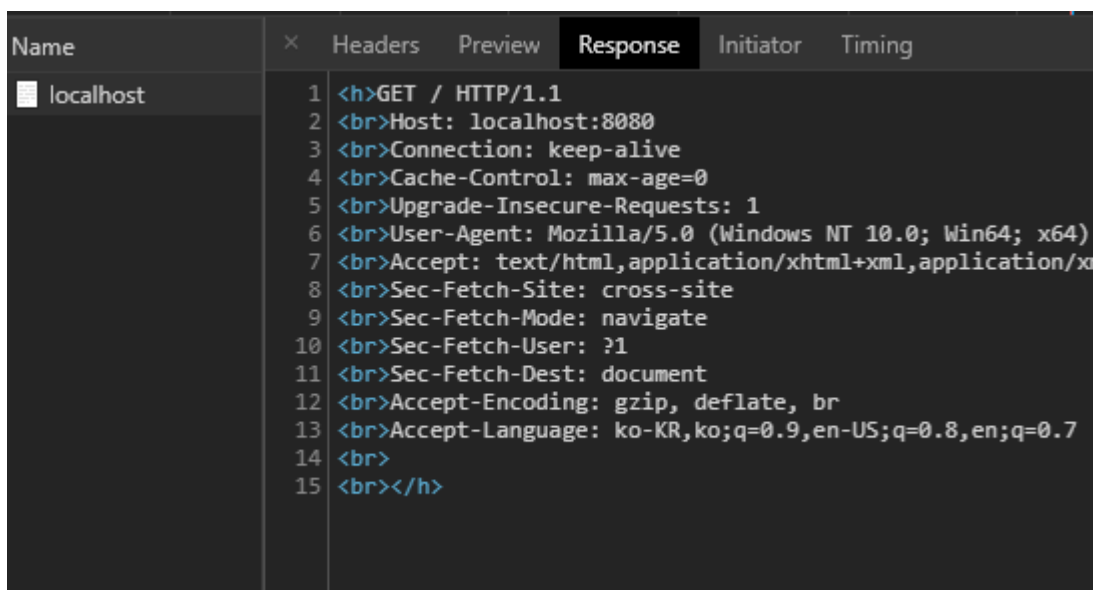 Name
× Headers Preview Response Initiator Timing
localhost
1 <h>GET / HTTP/1.1
2 <br>Host: localhost:8080
3 <br>Connection: keep-alive
4 <br>Cache-Control: max-age=0
5 <br>Upgrade-Insecure-Requests: 1
6 <br>User-Agent: Mozilla/5.0 (Windows NT 10.0; Win64; x64)
7 <br>Accept: text/html,application/xhtml+xml,application/x
8 <br>Sec-Fetch-Site: cross-site
9 <br>Sec-Fetch-Mode: navigate
10 <br>Sec-Fetch-User: ?1
11 <br>Sec-Fetch-Dest: document
12 <br>Accept-Encoding: gzip, deflate, br
13 <br>Accept-Language: ko-KR,ko;q=0.9,en-US;q=0.8,en;q=0.7
14 <br>
15 <br></h>